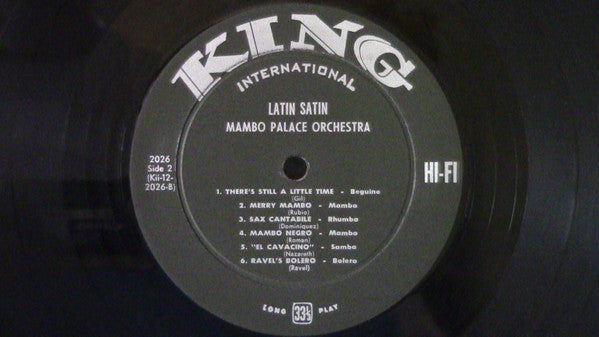 KING
INTERNATIONAL
LATIN SATIN
MAMBO PALACE ORCHESTRA
2026
Side 2
(Kii-12-
2026-B)
HI-FI
1. THERE'S STILL A LITTLE TIME - Beguine
(Gil)
2. MERRY MAMBO - Mambo
(Rubio)
3. SAX CANTABILE - Rhumba
(Dominiquez)
4. MAMBO NEGRO - Mambo
(Roman)
5. "EL CAVACINO" - Samba
(Nazareth)
6. RAVEL'S BOLERO - Bolero
(Ravel)
LONG 33⅓ PLAY